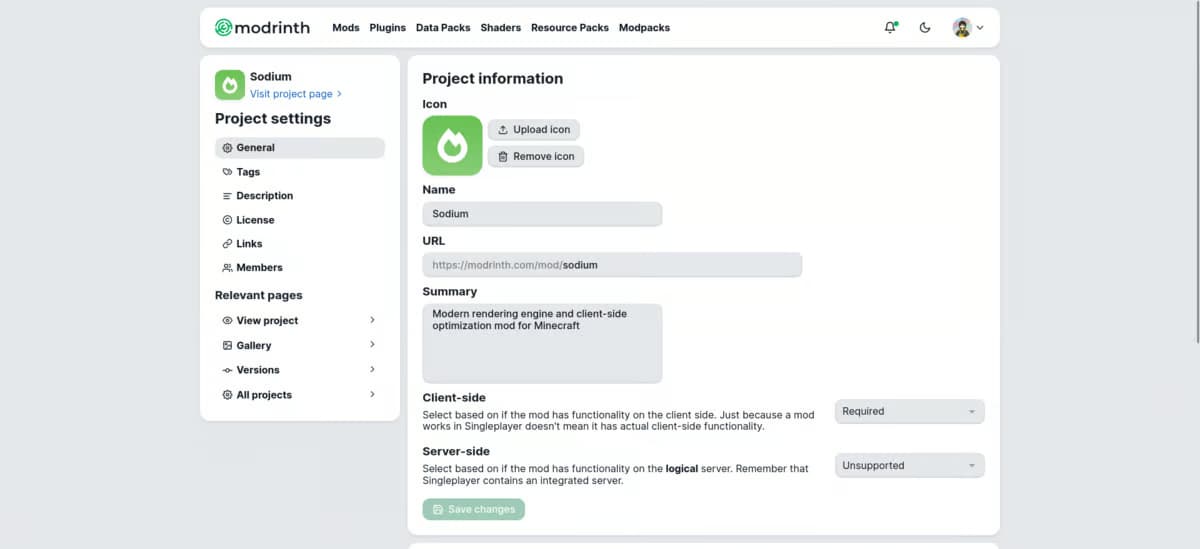 modrinth
Mods
Plugins
Data Packs
Shaders
Resource Packs
Modpacks
Sodium
Visit project page
Project settings
General
Tags
Description
License
Links
Members
Relevant pages
View project
Gallery
Versions
All projects
Project information
Icon
Upload icon
Remove icon
Name
Sodium
URL
https://modrinth.com/mod/sodium
Summary
Modern rendering engine and client-side
optimization mod for Minecraft
Client-side
Select based on if the mod has functionality on the client side. Just because a mod
works in Singleplayer doesn't mean it has actual client-side functionality.
Required
Server-side
Select based on if the mod has functionality on the logical server. Remember that
Singleplayer contains an integrated server.
Unsupported
Save changes